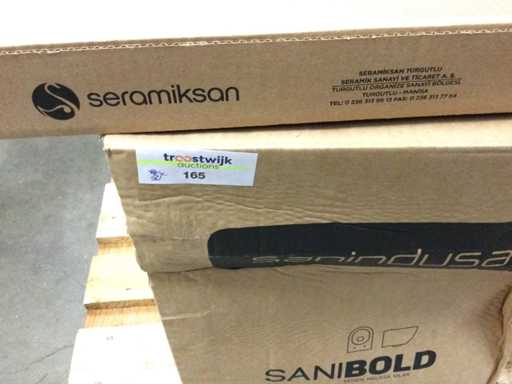 seramiksan
SERAMİKSAN TURGUTLU
SERAMİK SANAYİ VE TİCARET A.Ş.
TURGUTLU ORGANİZE SANAYİ BÖLGESİ
TURGUTLU - MANİSA
troostwijk
auctions
165
sanindusa
SANIBOLD